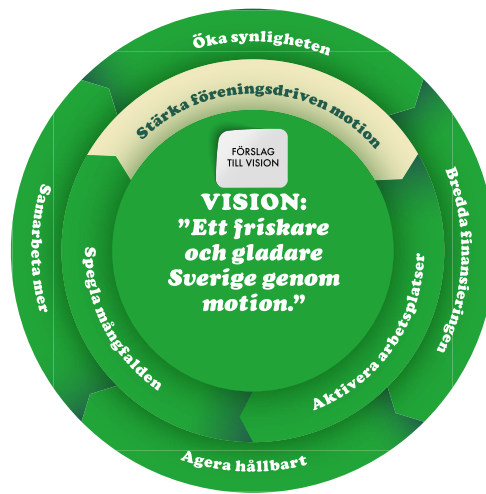 Öka synligheten
Stärka föreningsdriven motion
FÖRSLAG
TILL VISION
VISION:
”Ett friskare
och gladare
Sverige genom
motion.”
Samarbeta mer
Spegla mångfalden
Aktivera arbetsplatser
Bredda finansieringen
Agera hållbart